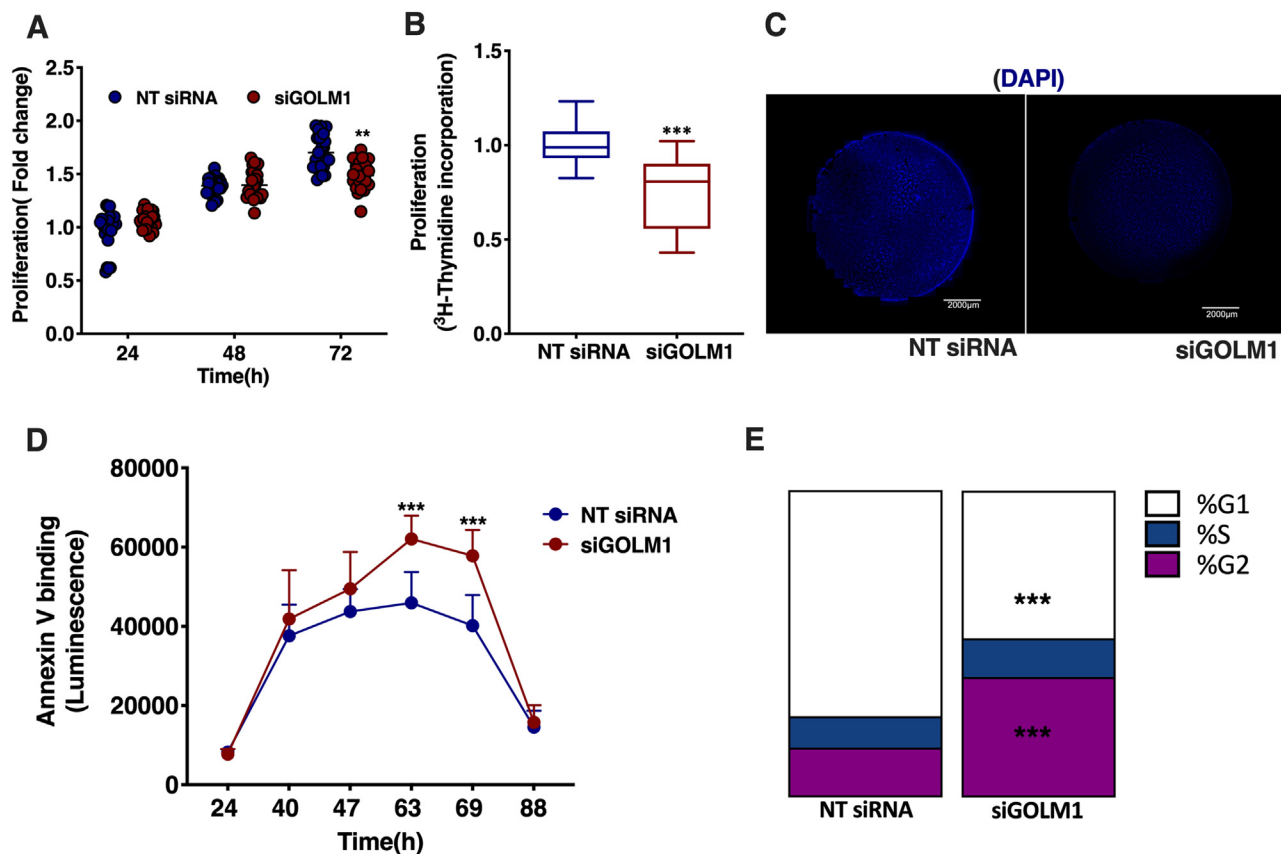 A
Proliferation( Fold change)
2.5
2.0
1.5
1.0
0.5
0.0
NT siRNA
siGOLM1
**
24
48
72
Time(h)
B
Proliferation
(³H-Thymidine incorporation)
1.5
1.0
0.5
0.0
***
NT siRNA
siGOLM1
C
(DAPI)
2000µm
2000µm
NT siRNA
siGOLM1
D
Annexin V binding
(Luminescence)
80000
60000
40000
20000
0
***
***
NT siRNA
siGOLM1
24
40
47
63
69
88
Time(h)
E
***
***
NT siRNA
siGOLM1
%G1
%S
%G2